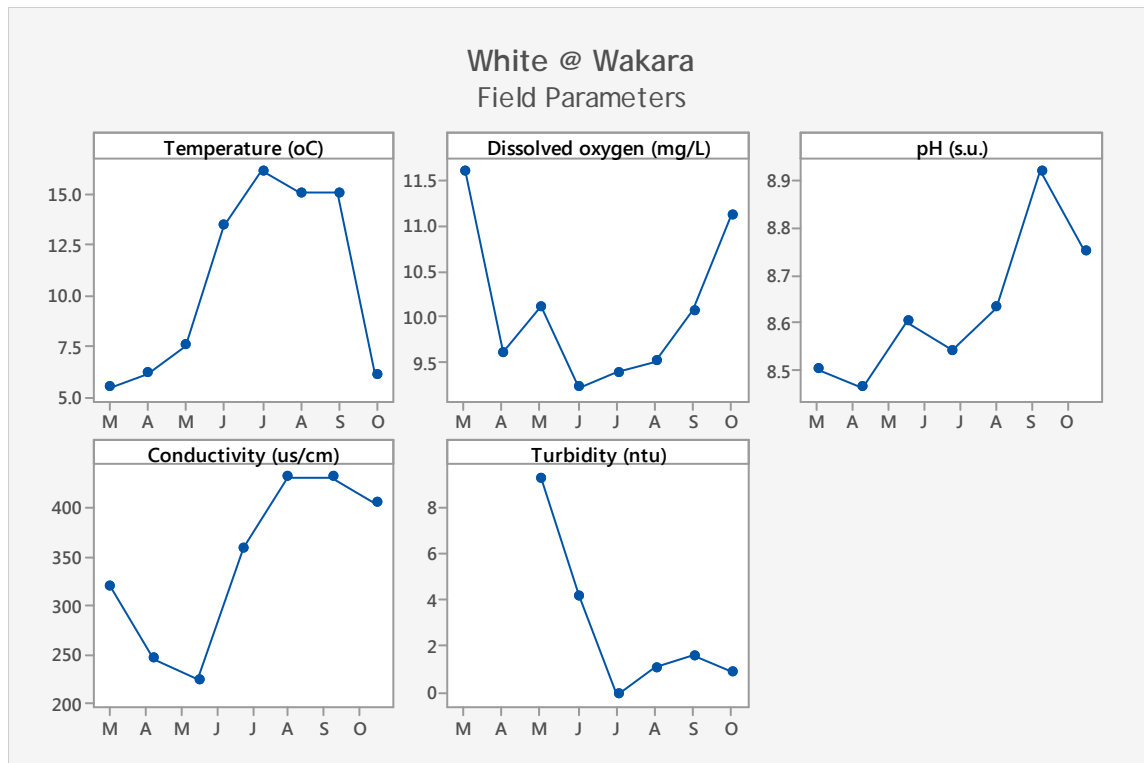 White @ Wakara
Field Parameters
Temperature (oC)
15.0
12.5
10.0
7.5
5.0
M A M J J A S O
Dissolved oxygen (mg/L)
11.5
11.0
10.5
10.0
9.5
M A M J J A S O
pH (s.u.)
8.9
8.8
8.7
8.6
8.5
M A M J J A S O
Conductivity (us/cm)
400
350
300
250
200
M A M J J A S O
Turbidity (ntu)
8
6
4
2
0
M A M J J A S O